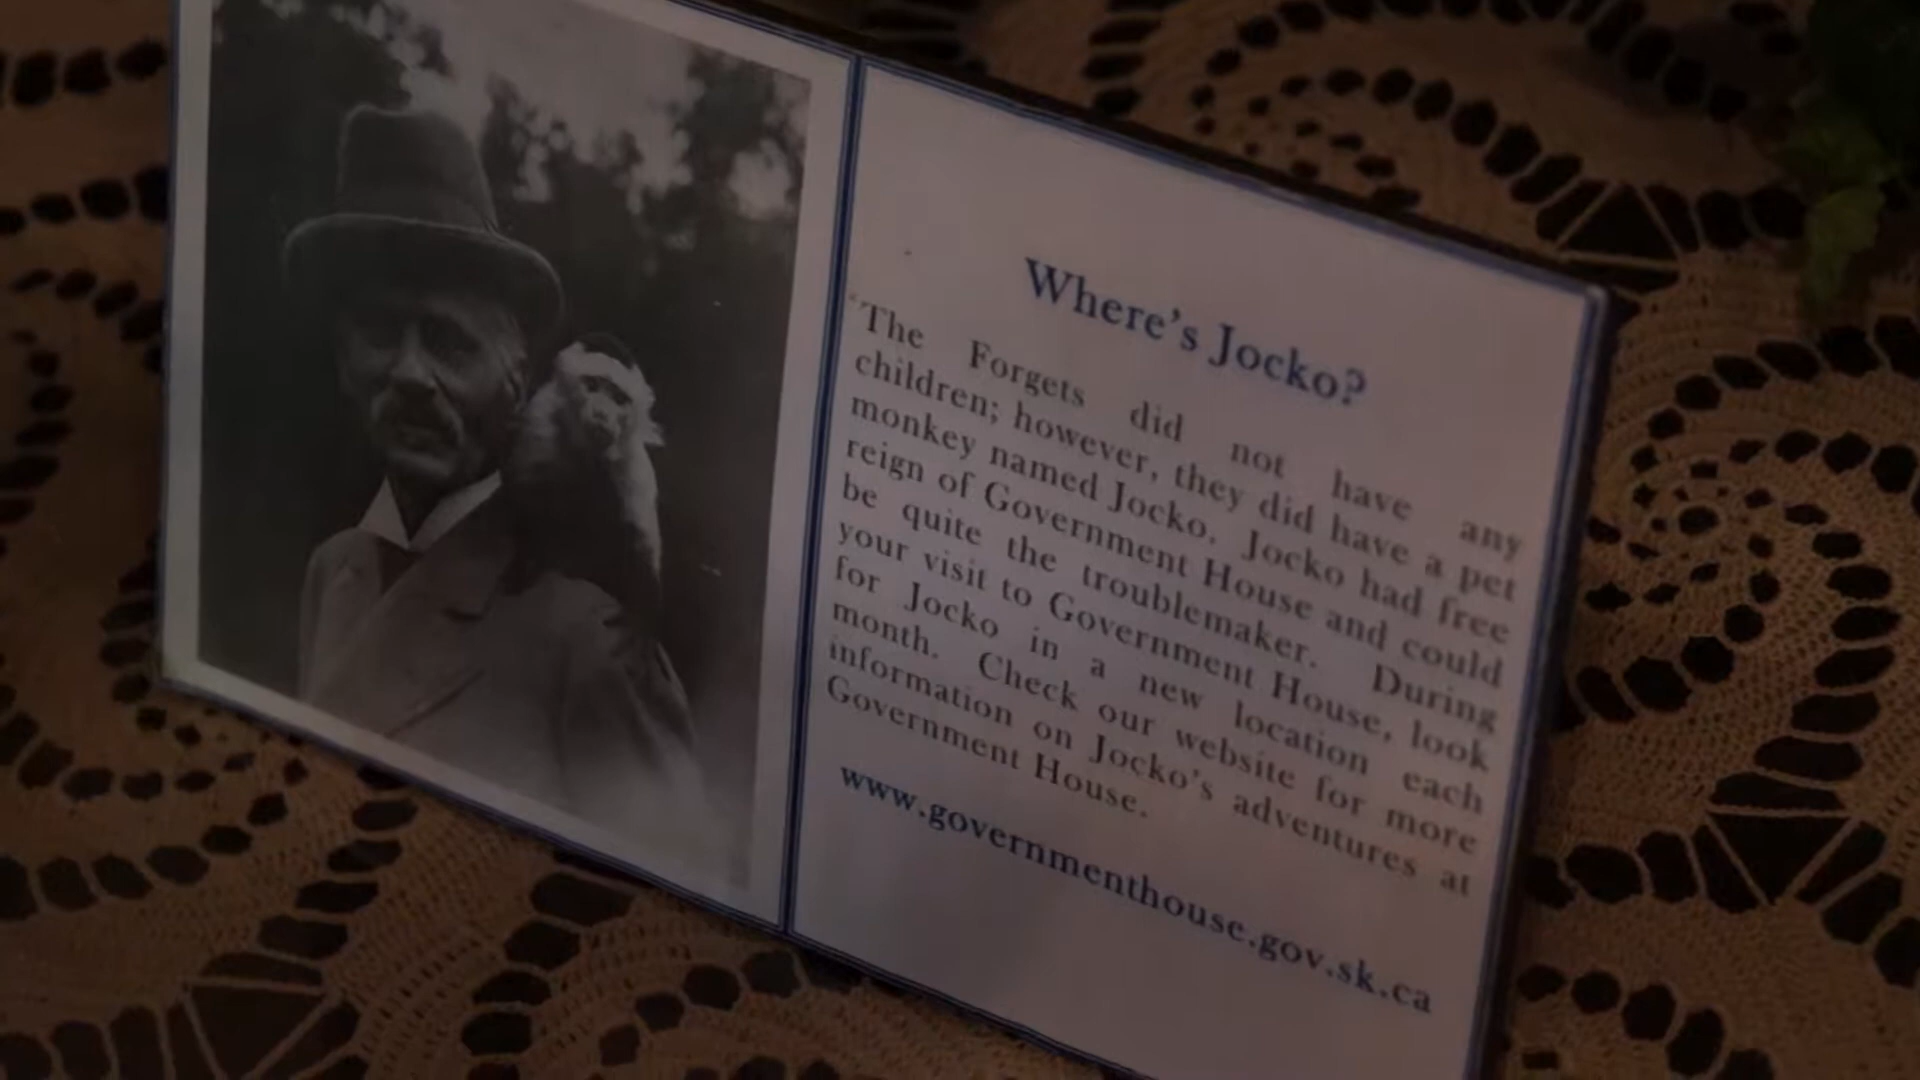 Where's Jocko?
‘The Forgets did not have any
children; however, they did have a pet
monkey named Jocko. Jocko had free
reign of Government House and could
be quite the troublemaker. During
your visit to Government House, look
for Jocko in a new location each
month. Check our website for more
information on Jocko's adventures at
Government House.
www.governmenthouse.gov.sk.ca